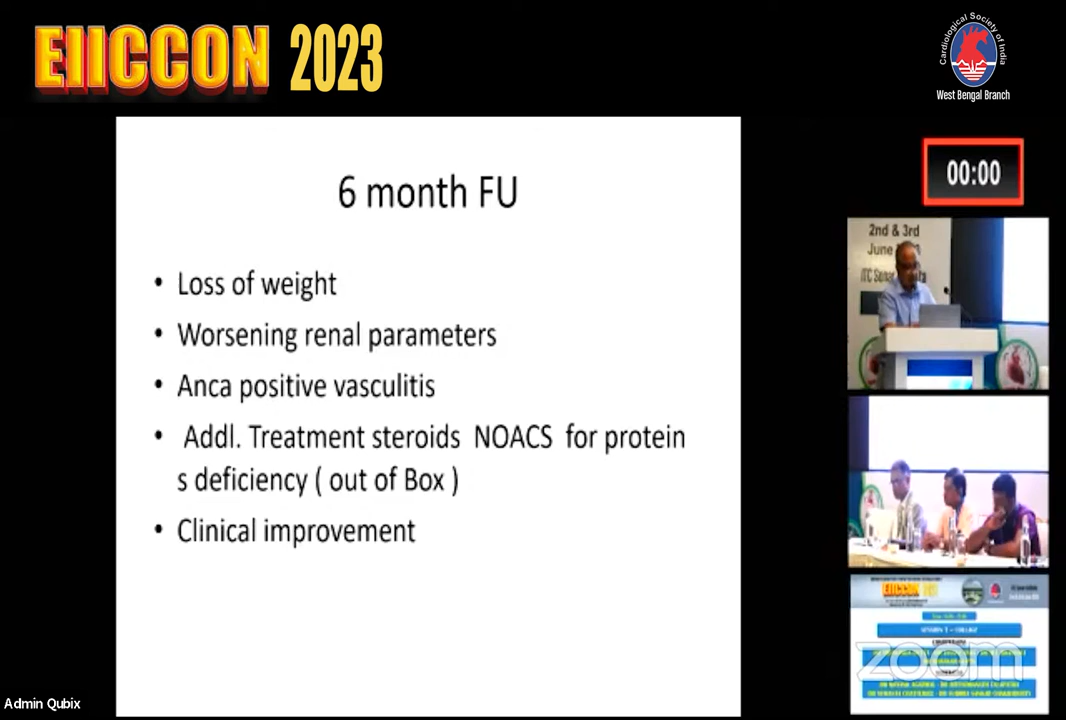 EIICCON 2023
Cardiological Society of India
West Bengal Branch
00:00
6 month FU
• Loss of weight
• Worsening renal parameters
• Anca positive vasculitis
• Addl. Treatment steroids NOACS for protein
s deficiency ( out of Box )
• Clinical improvement
2nd & 3rd
June
ITC
zoom
Admin Qubix